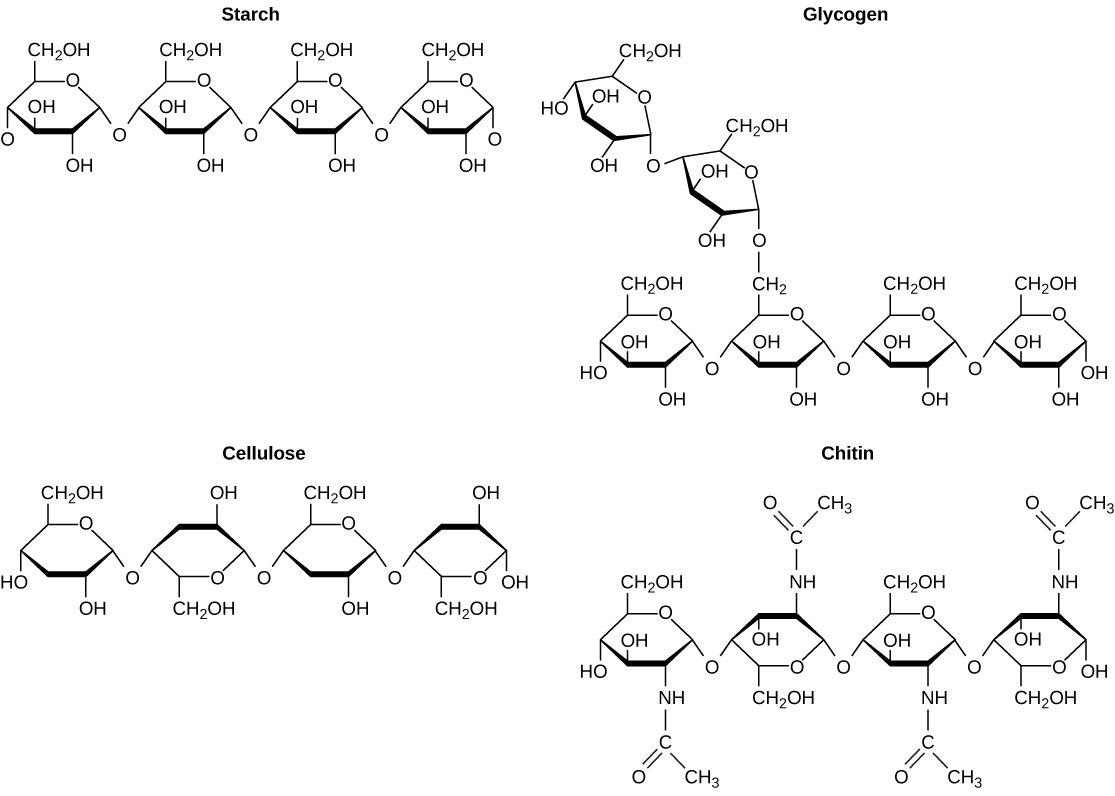 Starch
CH₂OH CH₂OH CH₂OH CH₂OH
O O O O
OH OH OH OH
O O O O O
OH OH OH OH
Glycogen
CH₂OH
O
OH
HO
OH
O
CH₂OH
O
OH
OH
O
CH₂OH CH₂ CH₂OH CH₂OH
O O O O
OH OH OH OH
HO O O O OH
OH OH OH OH
Cellulose
CH₂OH OH CH₂OH OH
O O
HO O O O O O OH
OH CH₂OH OH CH₂OH
Chitin
O CH₃ O CH₃
C C
CH₂OH NH CH₂OH NH
O O
OH OH OH OH
HO O O O O O OH
NH CH₂OH NH CH₂OH
C C
O CH₃ O CH₃